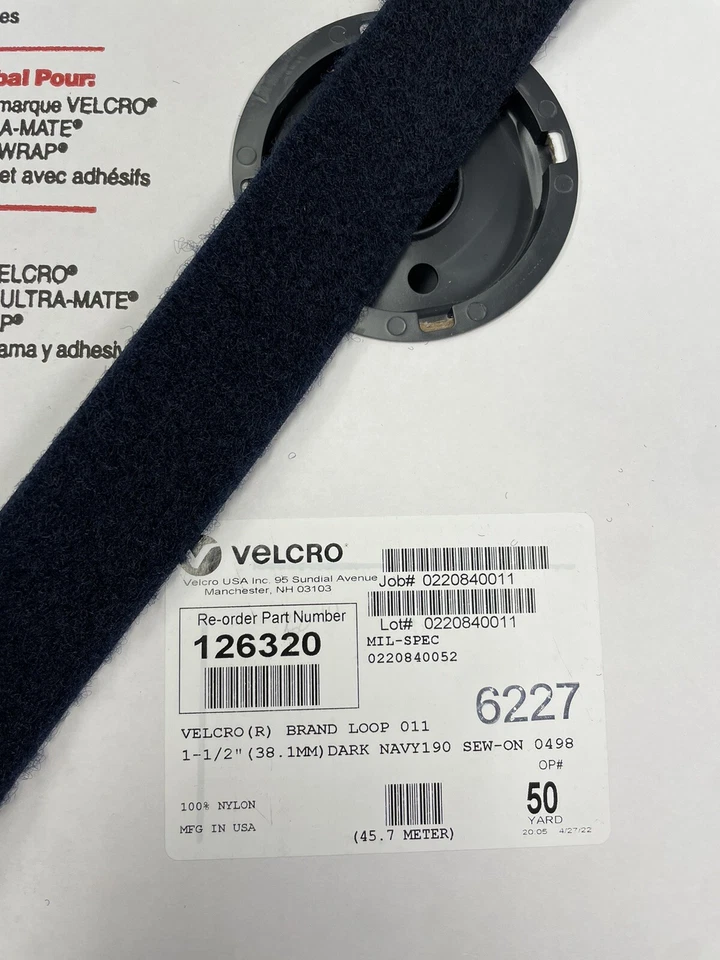 es
bal Pour:
marque VELCRO®
A-MATE®
WRAP®
et avec adhésifs
ELCRO®
ULTRA-MATE®
P®
ama y adhesiv
VELCRO®
Velcro USA Inc. 95 Sundial Avenue
Manchester, NH 03103
Job# 0220840011
Lot# 0220840011
Re-order Part Number
126320
MIL-SPEC
0220840052
6227
VELCRO(R) BRAND LOOP 011
1-1/2"(38.1MM)DARK NAVY190 SEW-ON 0498
OP#
100% NYLON
MFG IN USA
(45.7 METER)
50
YARD
20:05 4/27/22